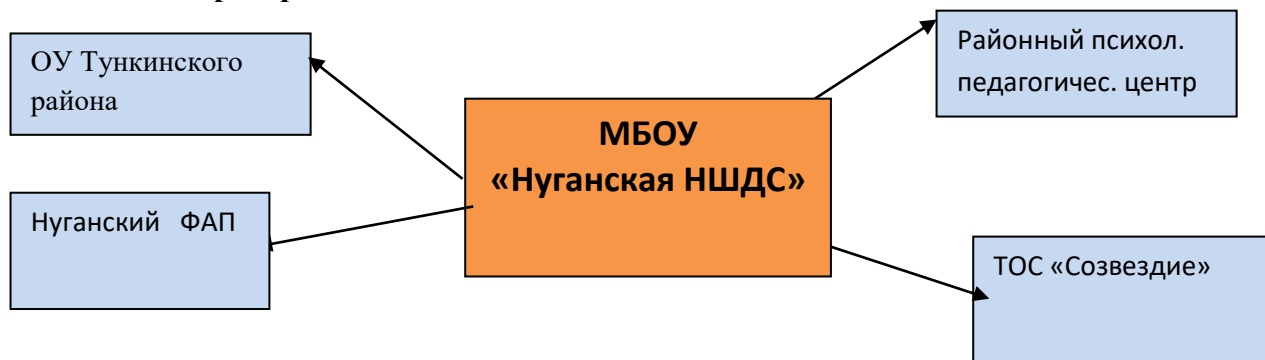 ОУ Тункинского
района
Районный психол.
педагогичес. центр
МБОУ
«Нуганская НШДС»
Нуганский ФАП
ТОС «Созвездие»